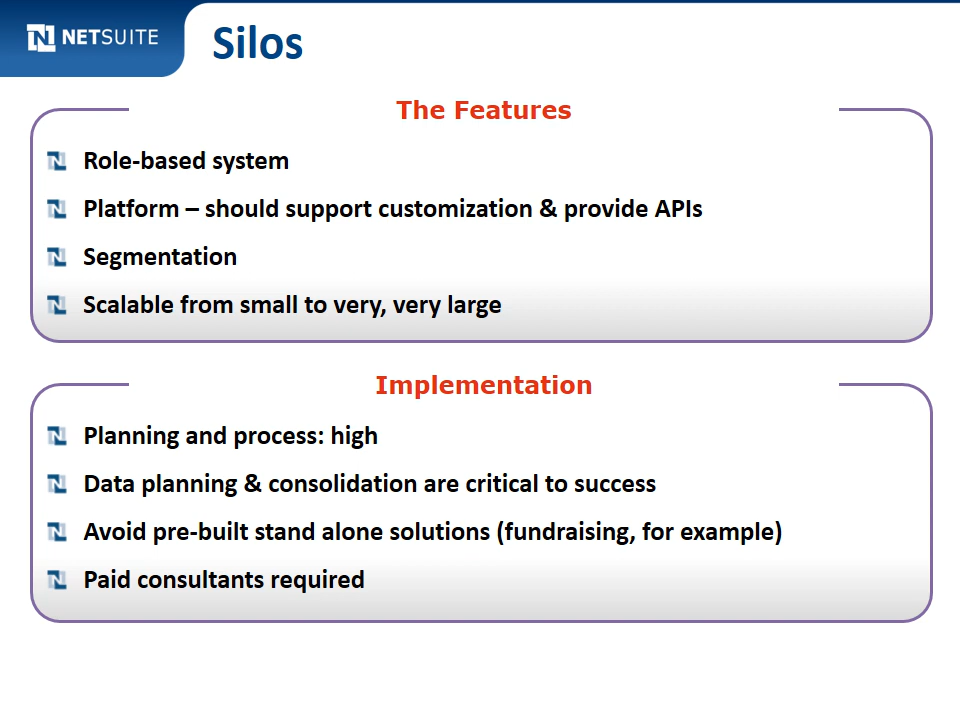 NETSUITE
Silos
The Features
Role-based system
Platform – should support customization & provide APIs
Segmentation
Scalable from small to very, very large
Implementation
Planning and process: high
Data planning & consolidation are critical to success
Avoid pre-built stand alone solutions (fundraising, for example)
Paid consultants required